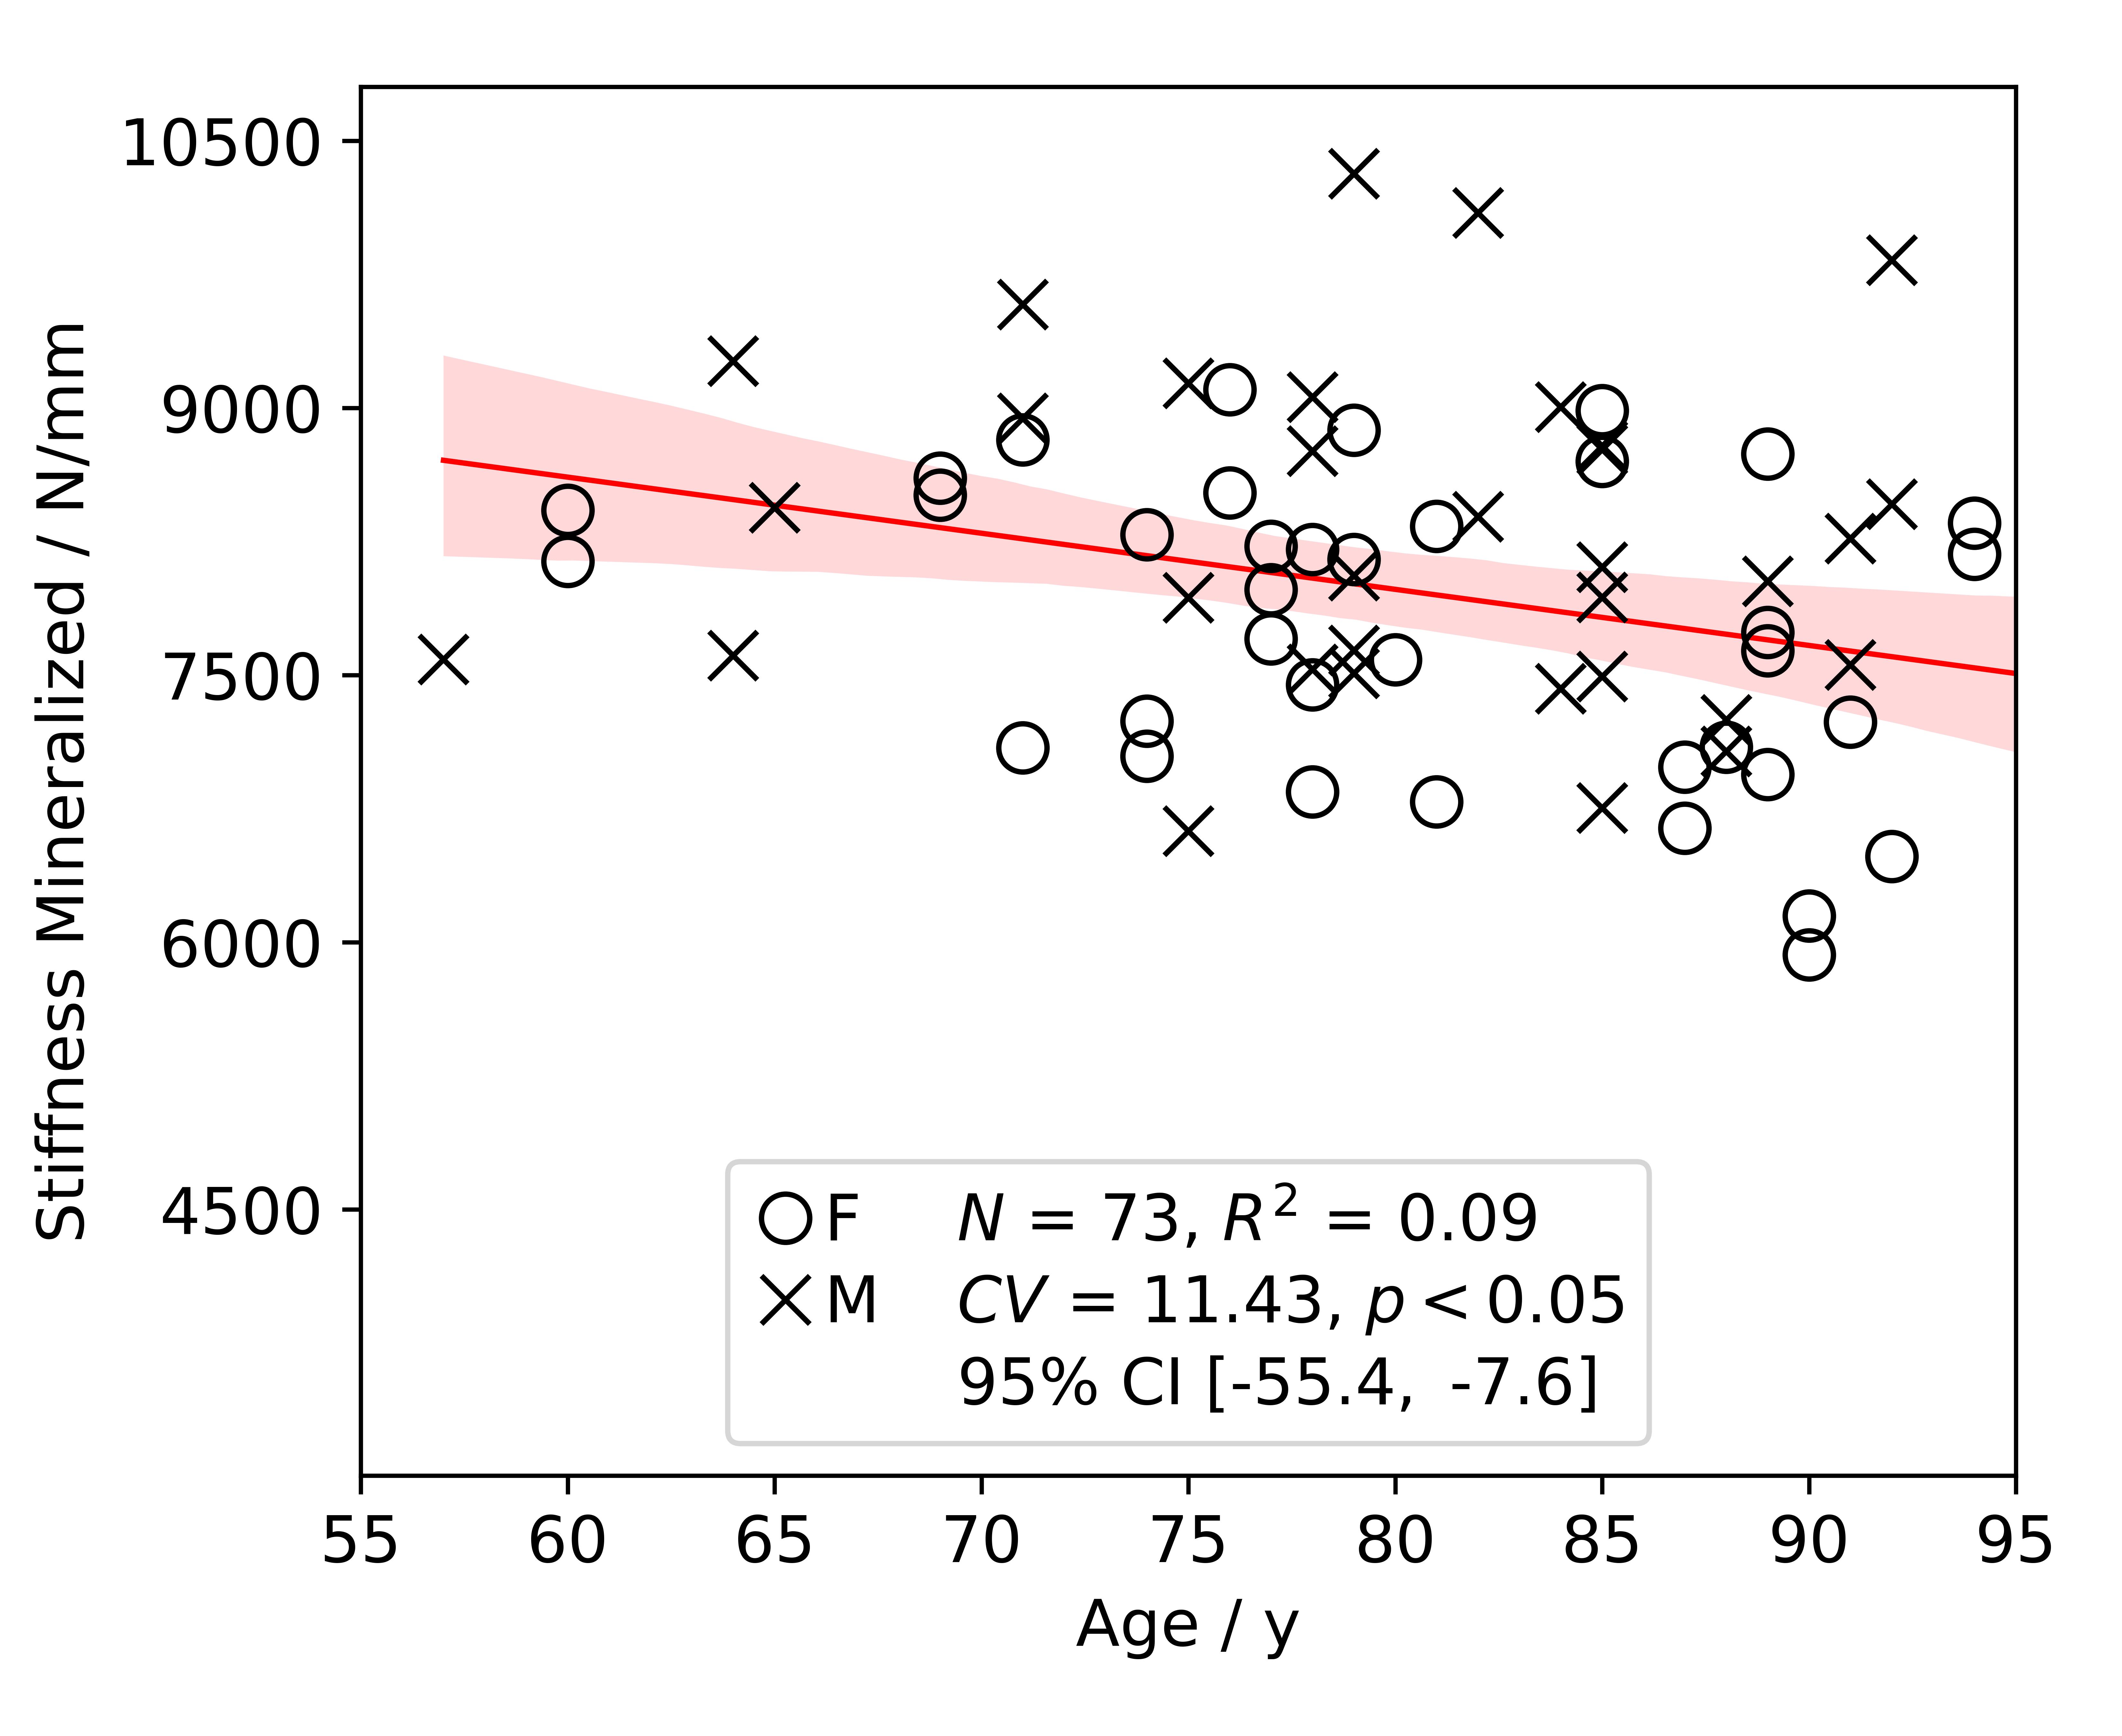 Stiffness Mineralized / N/mm
10500
9000
7500
6000
4500
F N = 73, R² = 0.09
M CV = 11.43, p < 0.05
95% CI [-55.4, -7.6]
55 60 65 70 75 80 85 90 95
Age / y